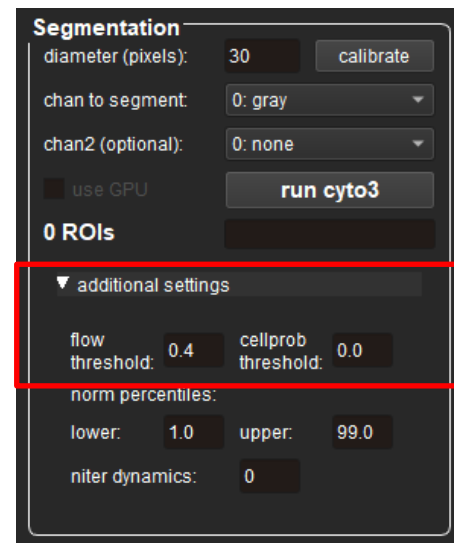 Segmentation
diameter (pixels): 30 calibrate
chan to segment: 0: gray
chan2 (optional): 0: none
use GPU run cyto3
0 ROIs
additional settings
flow threshold: 0.4 cellprob threshold: 0.0
norm percentiles:
lower: 1.0 upper: 99.0
niter dynamics: 0